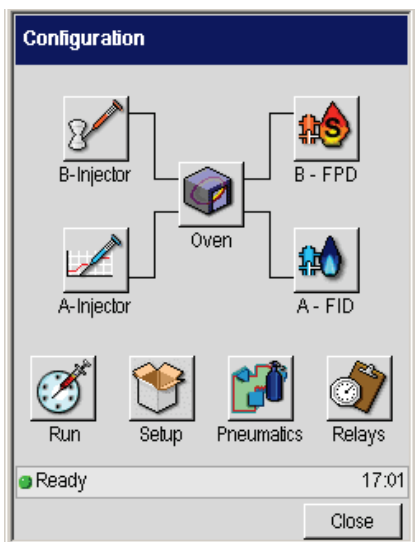 Configuration
B-Injector
B - FPD
S
Oven
A-Injector
A - FID
Run
Setup
Pneumatics
Relays
Ready
17:01
Close